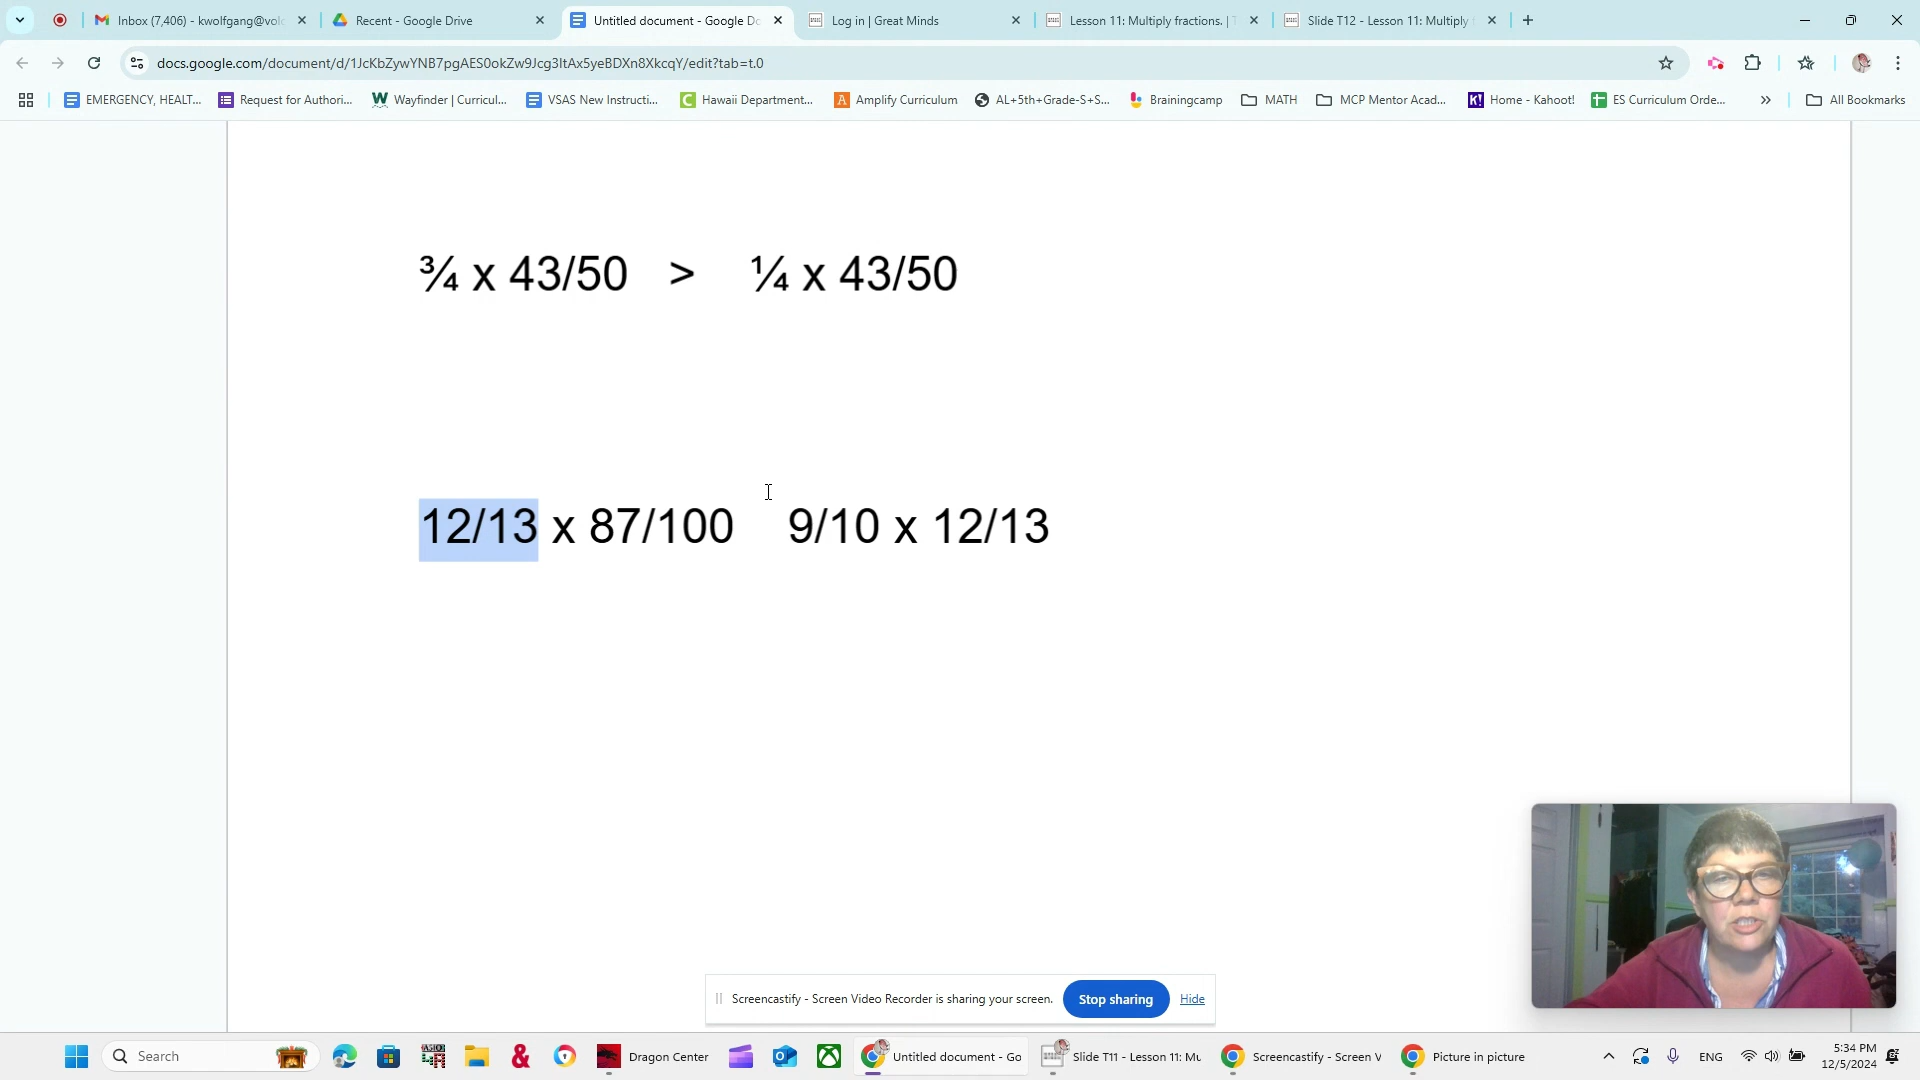 Inbox (7,406) - kwolfgang@volc
Recent - Google Drive
Untitled document - Google Do
Log in | Great Minds
Lesson 11: Multiply fractions. | T
Slide T12 - Lesson 11: Multiply f
docs.google.com/document/d/1JcKbZywYNB7pgAES0okZw9Jcg3ltAx5yeBDXn8XkcqY/edit?tab=t.0
EMERGENCY, HEALT...
Request for Authori...
Wayfinder | Curricul...
VSAS New Instructi...
Hawaii Department...
Amplify Curriculum
AL+5th+Grade-S+S...
Brainingcamp
MATH
MCP Mentor Acad...
Home - Kahoot!
ES Curriculum Orde...
All Bookmarks
¾ x 43/50 > ¼ x 43/50
12/13 x 87/100 9/10 x 12/13
Screencastify - Screen Video Recorder is sharing your screen.
Stop sharing
Hide
Search
Dragon Center
Untitled document - Go
Slide T11 - Lesson 11: Mu
Screencastify - Screen V
Picture in picture
ENG
5:34 PM
12/5/2024